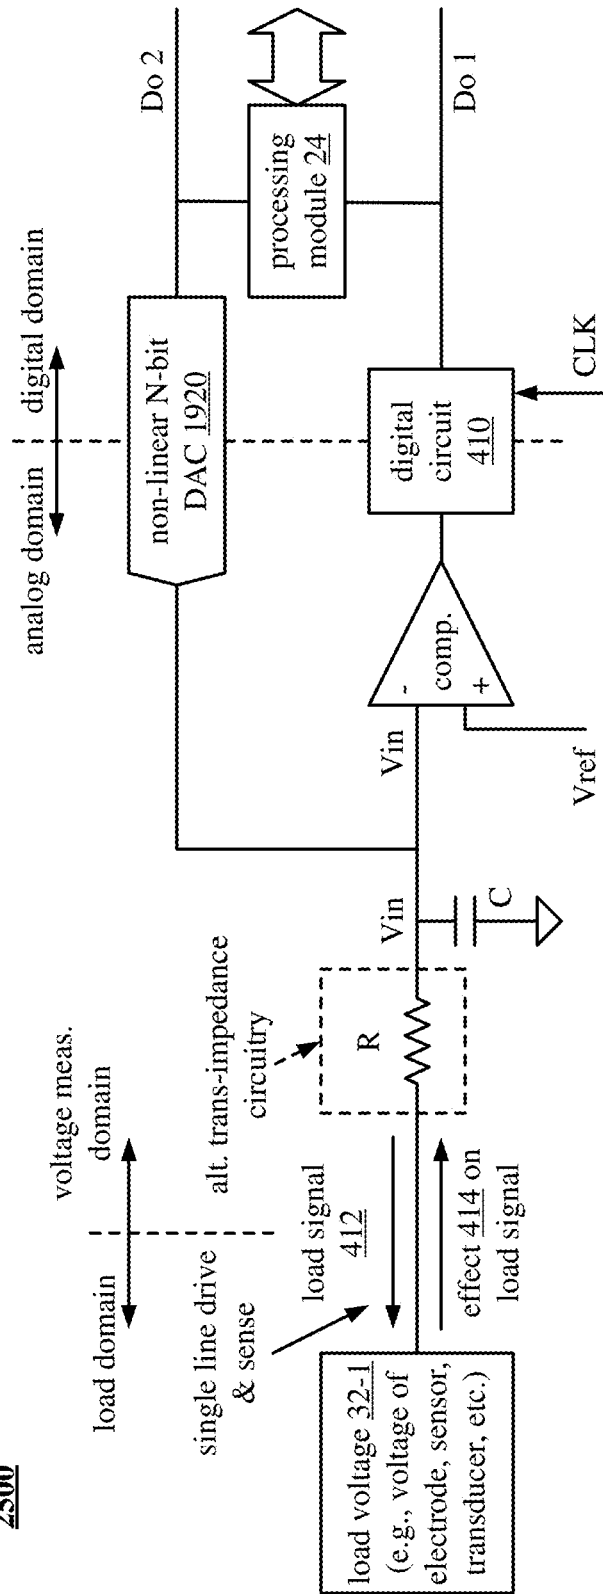 2500
load domain
voltage meas.
domain
analog domain
digital domain
single line drive
& sense
alt. trans-impedance
circuitry
non-linear N-bit
DAC 1920
Do 2
load signal
412
R
Vin
Vin
C
load voltage 32-1
(e.g., voltage of
electrode, sensor,
transducer, etc.)
effect 414 on
load signal
-
comp.
+
Vref
digital
circuit
410
CLK
processing
module 24
Do 1